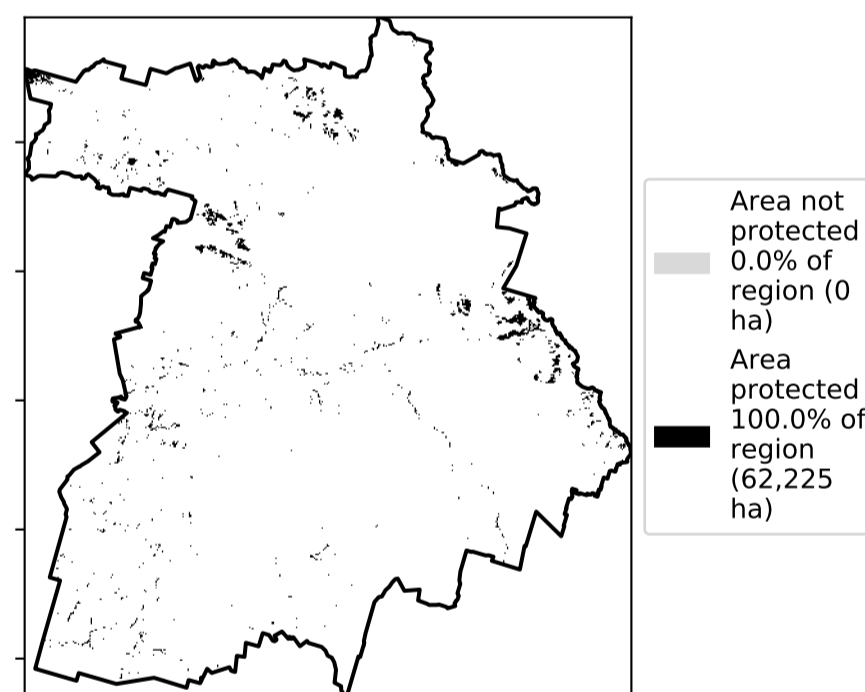 Area not
protected
0.0% of
region (0
ha)
Area
protected
100.0% of
region
(62,225
ha)